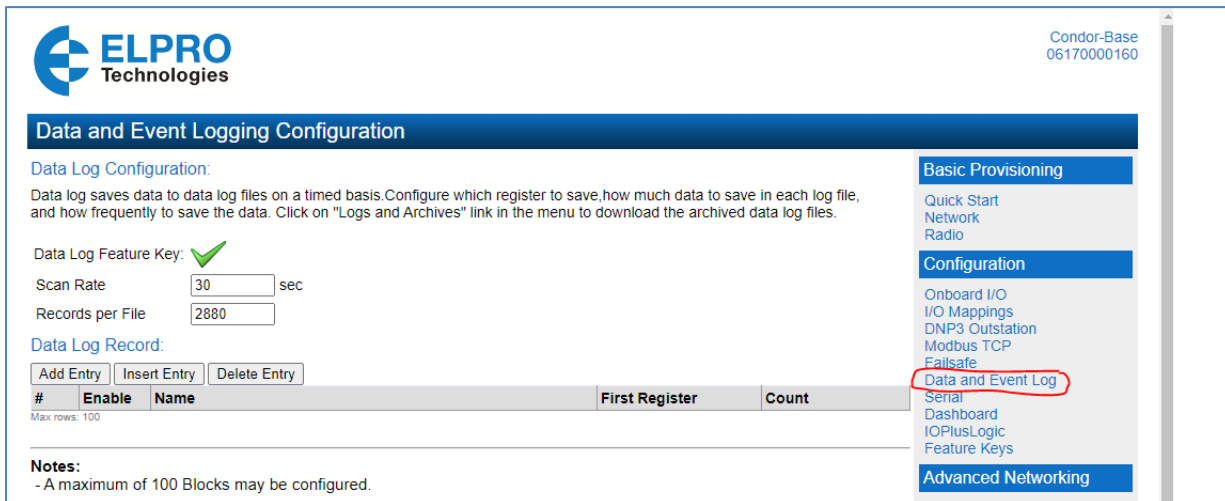 ELPRO
Technologies
Condor-Base
06170000160
Data and Event Logging Configuration
Data Log Configuration:
Data log saves data to data log files on a timed basis.Configure which register to save,how much data to save in each log file,
and how frequently to save the data. Click on "Logs and Archives" link in the menu to download the archived data log files.
Data Log Feature Key:
Scan Rate 30 sec
Records per File 2880
Data Log Record:
Add Entry Insert Entry Delete Entry
# Enable Name First Register Count
Max rows: 100
Notes:
- A maximum of 100 Blocks may be configured.
Basic Provisioning
Quick Start
Network
Radio
Configuration
Onboard I/O
I/O Mappings
DNP3 Outstation
Modbus TCP
Failsafe
Data and Event Log
Serial
Dashboard
IOPlusLogic
Feature Keys
Advanced Networking